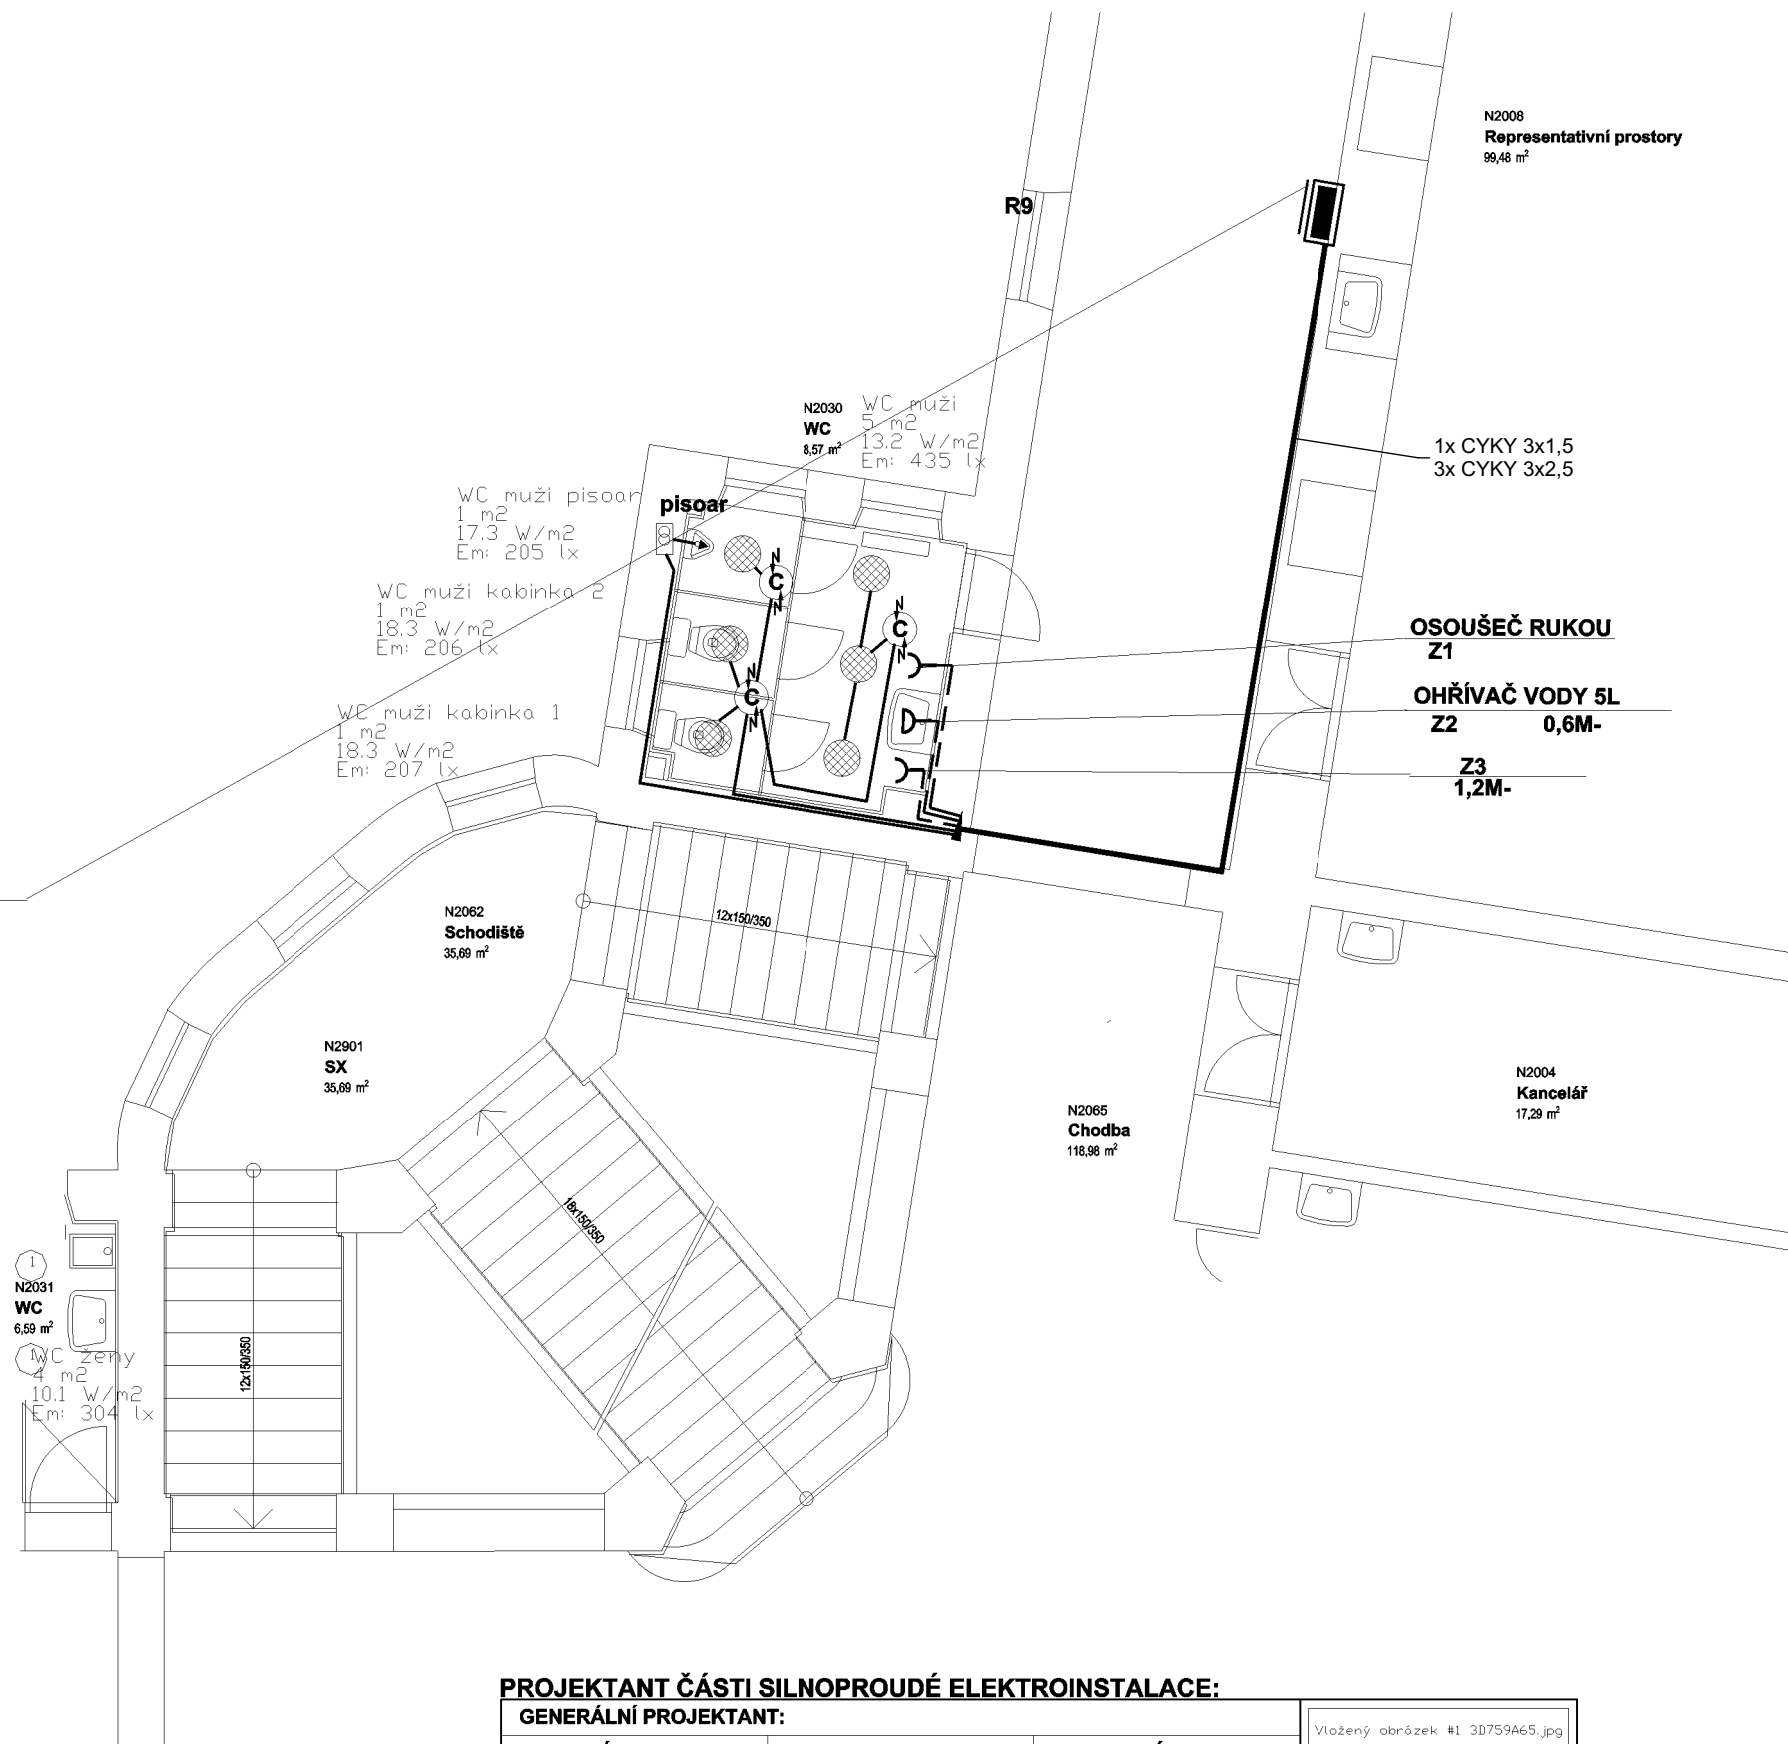 N2008
Representativní prostory
99,48 m²
R9
N2030
WC
8,57 m²
WC muži
5 m2
13.2 W/m2
Em: 435 lx
1x CYKY 3x1,5
3x CYKY 3x2,5
WC muži pisoar
1 m2
17.3 W/m2
Em: 205 lx
pisoar
N
C
N
WC muži kabinka 2
1 m2
18.3 W/m2
Em: 206 lx
N
C
N
OSOUŠEČ RUKOU
Z1
N
C
N
OHŘÍVAČ VODY 5L
Z2 0,6M-
WC muži kabinka 1
1 m2
18.3 W/m2
Em: 207 lx
Z3
1,2M-
N2062
Schodiště
35,69 m²
12x150/350
N2901
SX
35,69 m²
N2004
Kancelář
17,29 m²
N2065
Chodba
118,98 m²
18x150/350
1
N2031
WC
6,59 m²
1
WC ženy
4 m2
10.1 W/m2
Em: 304 lx
12x150/350
PROJEKTANT ČÁSTI SILNOPROUDÉ ELEKTROINSTALACE:
GENERÁLNÍ PROJEKTANT:
Vložený obrózek #1 3D759A65.jpg